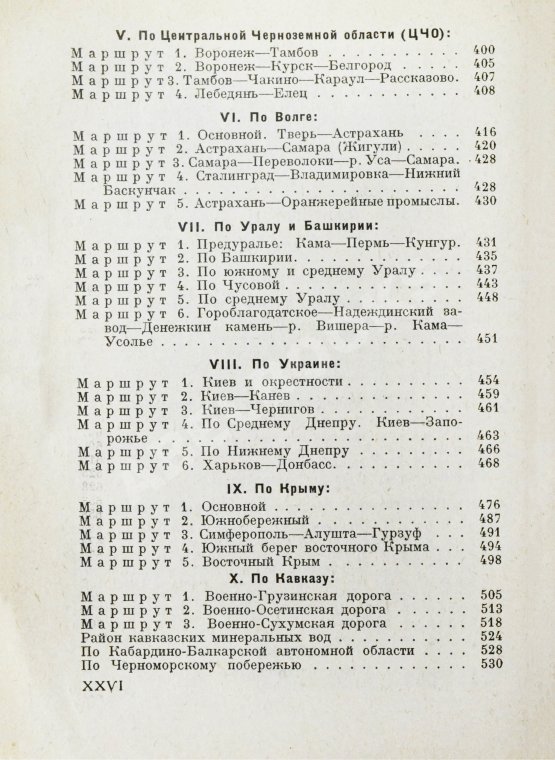 V. По Центральной Черноземной области (ЦЧО):
Маршрут 1. Воронеж—Тамбов . . . . . . . . . . . 400
Маршрут 2. Воронеж—Курск—Белгород . . . . . . 405
Маршрут 3. Тамбов—Чакино—Караул—Рассказово. 407
Маршрут 4. Лебедянь—Елец . . . . . . . . . . . 408
VI. По Волге:
Маршрут 1. Основной. Тверь—Астрахань . . . . 416
Маршрут 2. Астрахань—Самара (Жигули) . . . . 420
Маршрут 3. Самара—Переволоки—р. Уса—Самара. 428
Маршрут 4. Сталинград—Владимировка—Нижний
Баскунчак . . . . . . . . . . . . . . . . . . 428
Маршрут 5. Астрахань—Оранжерейные промыслы. 430
VII. По Уралу и Башкирии:
Маршрут 1. Предуралье: Кама—Пермь—Кунгур. 431
Маршрут 2. По Башкирии . . . . . . . . . . . . 435
Маршрут 3. По южному и среднему Уралу . . . . 437
Маршрут 4. По Чусовой . . . . . . . . . . . . . 443
Маршрут 5. По среднему Уралу . . . . . . . . . 448
Маршрут 6. Гороблагодатское—Надеждинский за-
вод—Денежкин камень—р. Вишера—р. Кама—
Усолье . . . . . . . . . . . . . . . . . . . . 451
VIII. По Украине:
Маршрут 1. Киев и окрестности . . . . . . . . . 454
Маршрут 2. Киев—Канев . . . . . . . . . . . . . 459
Маршрут 3. Киев—Чернигов . . . . . . . . . . . 461
Маршрут 4. По Среднему Днепру. Киев—Запо-
рожье . . . . . . . . . . . . . . . . . . . . 463
Маршрут 5. По Нижнему Днепру . . . . . . . . 466
Маршрут 6. Харьков—Донбасс. . . . . . . . . . . 468
IX. По Крыму:
Маршрут 1. Основной . . . . . . . . . . . . . . 476
Маршрут 2. Южнобережный . . . . . . . . . . . 487
Маршрут 3. Симферополь—Алушта—Гурзуф . . . 491
Маршрут 4. Южный берег восточного Крыма . . . 494
Маршрут 5. Восточный Крым . . . . . . . . . . . 498
X. По Кавказу:
Маршрут 1. Военно-Грузинская дорога . . . . . . 505
Маршрут 2. Военно-Осетинская дорога . . . . . . 513
Маршрут 3. Военно-Сухумская дорога . . . . . . 518
Район кавказских минеральных вод . . . . . . . . . . 524
По Кабардино-Балкарской автономной области . . . . 528
По Черноморскому побережью . . . . . . . . . . . . 530
XXVI